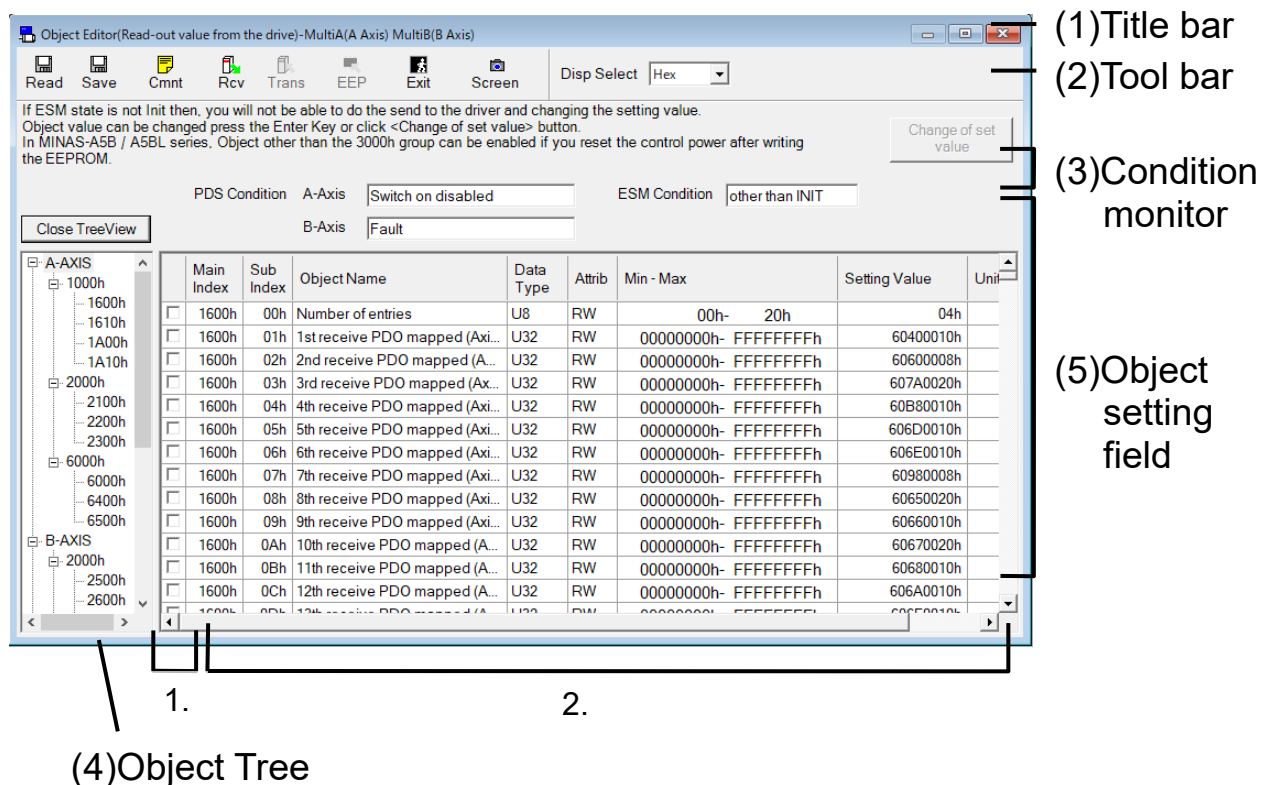 Object Editor(Read-out value from the drive)-MultiA(A Axis) MultiB(B Axis)
(1)Title bar
Read Save Cmnt Rcv Trans EEP Exit Screen Disp Select Hex
(2)Tool bar
If ESM state is not Init then, you will not be able to do the send to the driver and changing the setting value.
Object value can be changed press the Enter Key or click <Change of set value> button.
In MINAS-A5B / A5BL series, Object other than the 3000h group can be enabled if you reset the control power after writing
the EEPROM.
Change of set
value
(3)Condition
monitor
PDS Condition A-Axis Switch on disabled ESM Condition other than INIT
Close TreeView B-Axis Fault
A-AXIS
1000h
1600h
1610h
1A00h
1A10h
2000h
2100h
2200h
2300h
6000h
6000h
6400h
6500h
B-AXIS
2000h
2500h
2600h
Main Index Sub Index Object Name Data Type Attrib Min - Max Setting Value Unit
1600h 00h Number of entries U8 RW 00h- 20h 04h
1600h 01h 1st receive PDO mapped (Axi... U32 RW 00000000h- FFFFFFFFh 60400010h
1600h 02h 2nd receive PDO mapped (A... U32 RW 00000000h- FFFFFFFFh 60600008h
1600h 03h 3rd receive PDO mapped (Ax... U32 RW 00000000h- FFFFFFFFh 607A0020h
1600h 04h 4th receive PDO mapped (Axi... U32 RW 00000000h- FFFFFFFFh 60B80010h
1600h 05h 5th receive PDO mapped (Axi... U32 RW 00000000h- FFFFFFFFh 606D0010h
1600h 06h 6th receive PDO mapped (Axi... U32 RW 00000000h- FFFFFFFFh 606E0010h
1600h 07h 7th receive PDO mapped (Axi... U32 RW 00000000h- FFFFFFFFh 60980008h
1600h 08h 8th receive PDO mapped (Axi... U32 RW 00000000h- FFFFFFFFh 60650020h
1600h 09h 9th receive PDO mapped (Axi... U32 RW 00000000h- FFFFFFFFh 60660010h
1600h 0Ah 10th receive PDO mapped (A... U32 RW 00000000h- FFFFFFFFh 60670020h
1600h 0Bh 11th receive PDO mapped (A... U32 RW 00000000h- FFFFFFFFh 60680010h
1600h 0Ch 12th receive PDO mapped (A... U32 RW 00000000h- FFFFFFFFh 606A0010h
(5)Object
setting
field
1.
2.
(4)Object Tree